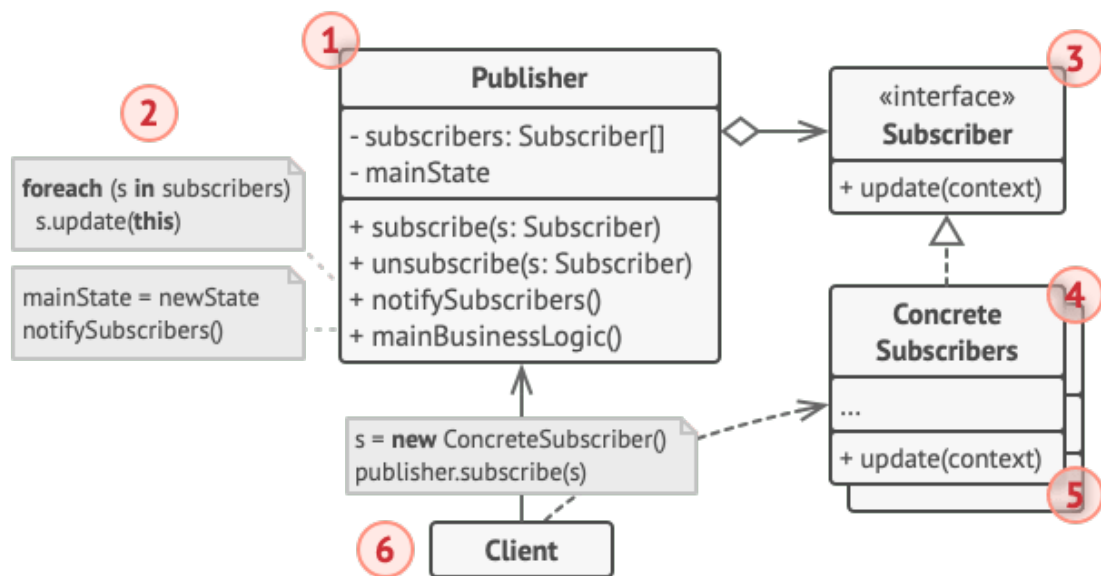 1
Publisher
- subscribers: Subscriber[]
- mainState
+ subscribe(s: Subscriber)
+ unsubscribe(s: Subscriber)
+ notifySubscribers()
+ mainBusinessLogic()
2
foreach (s in subscribers)
s.update(this)
mainState = newState
notifySubscribers()
3
«interface»
Subscriber
+ update(context)
4
Concrete
Subscribers
...
+ update(context)
5
s = new ConcreteSubscriber()
publisher.subscribe(s)
6
Client